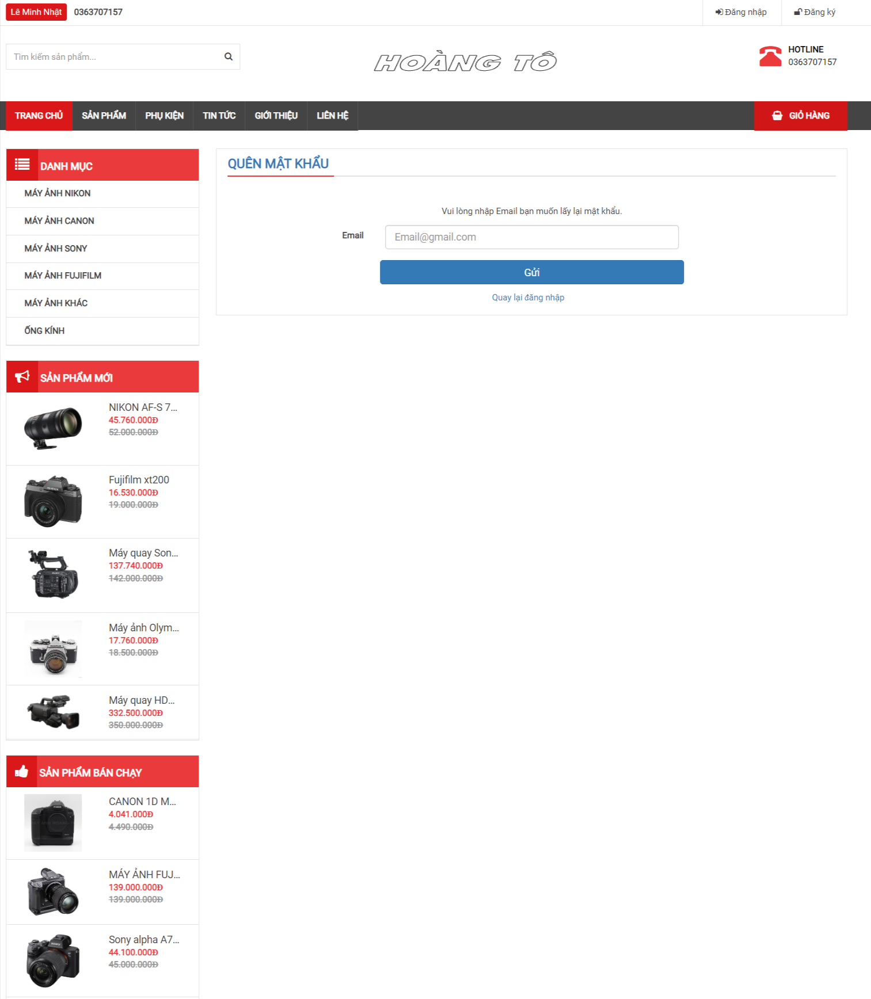 Lê Minh Nhật 0363707157
Đăng nhập
Đăng ký
Tìm kiếm sản phẩm...
HOÀNG TÔ
HOTLINE
0363707157
TRANG CHỦ
SẢN PHẨM
PHỤ KIỆN
TIN TỨC
GIỚI THIỆU
LIÊN HỆ
GIỎ HÀNG
DANH MỤC
MÁY ẢNH NIKON
MÁY ẢNH CANON
MÁY ẢNH SONY
MÁY ẢNH FUJIFILM
MÁY ẢNH KHÁC
ỐNG KÍNH
QUÊN MẬT KHẨU
Vui lòng nhập Email bạn muốn lấy lại mật khẩu.
Email
Email@gmail.com
Gửi
Quay lại đăng nhập
SẢN PHẨM MỚI
NIKON AF-S 7...
45.760.000Đ
52.000.000Đ
Fujifilm xt200
16.530.000Đ
19.000.000Đ
Máy quay Son...
137.740.000Đ
142.000.000Đ
Máy ảnh Olym...
17.760.000Đ
18.500.000Đ
Máy quay HD...
332.500.000Đ
350.000.000Đ
SẢN PHẨM BÁN CHẠY
CANON 1D M...
4.041.000Đ
4.490.000Đ
MÁY ẢNH FUJ...
139.000.000Đ
139.000.000Đ
Sony alpha A7...
44.100.000Đ
45.000.000Đ